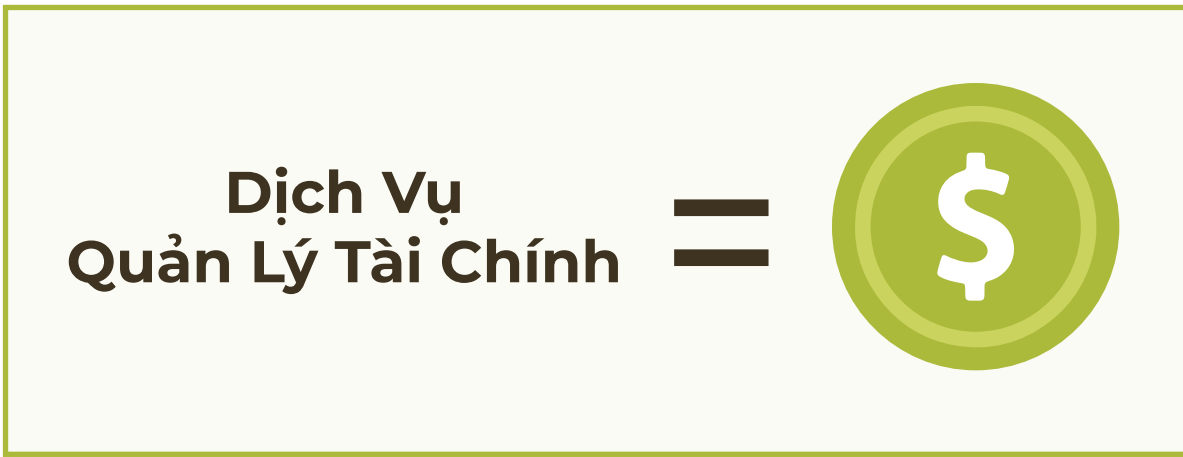 Dịch Vụ
Quản Lý Tài Chính
=
$